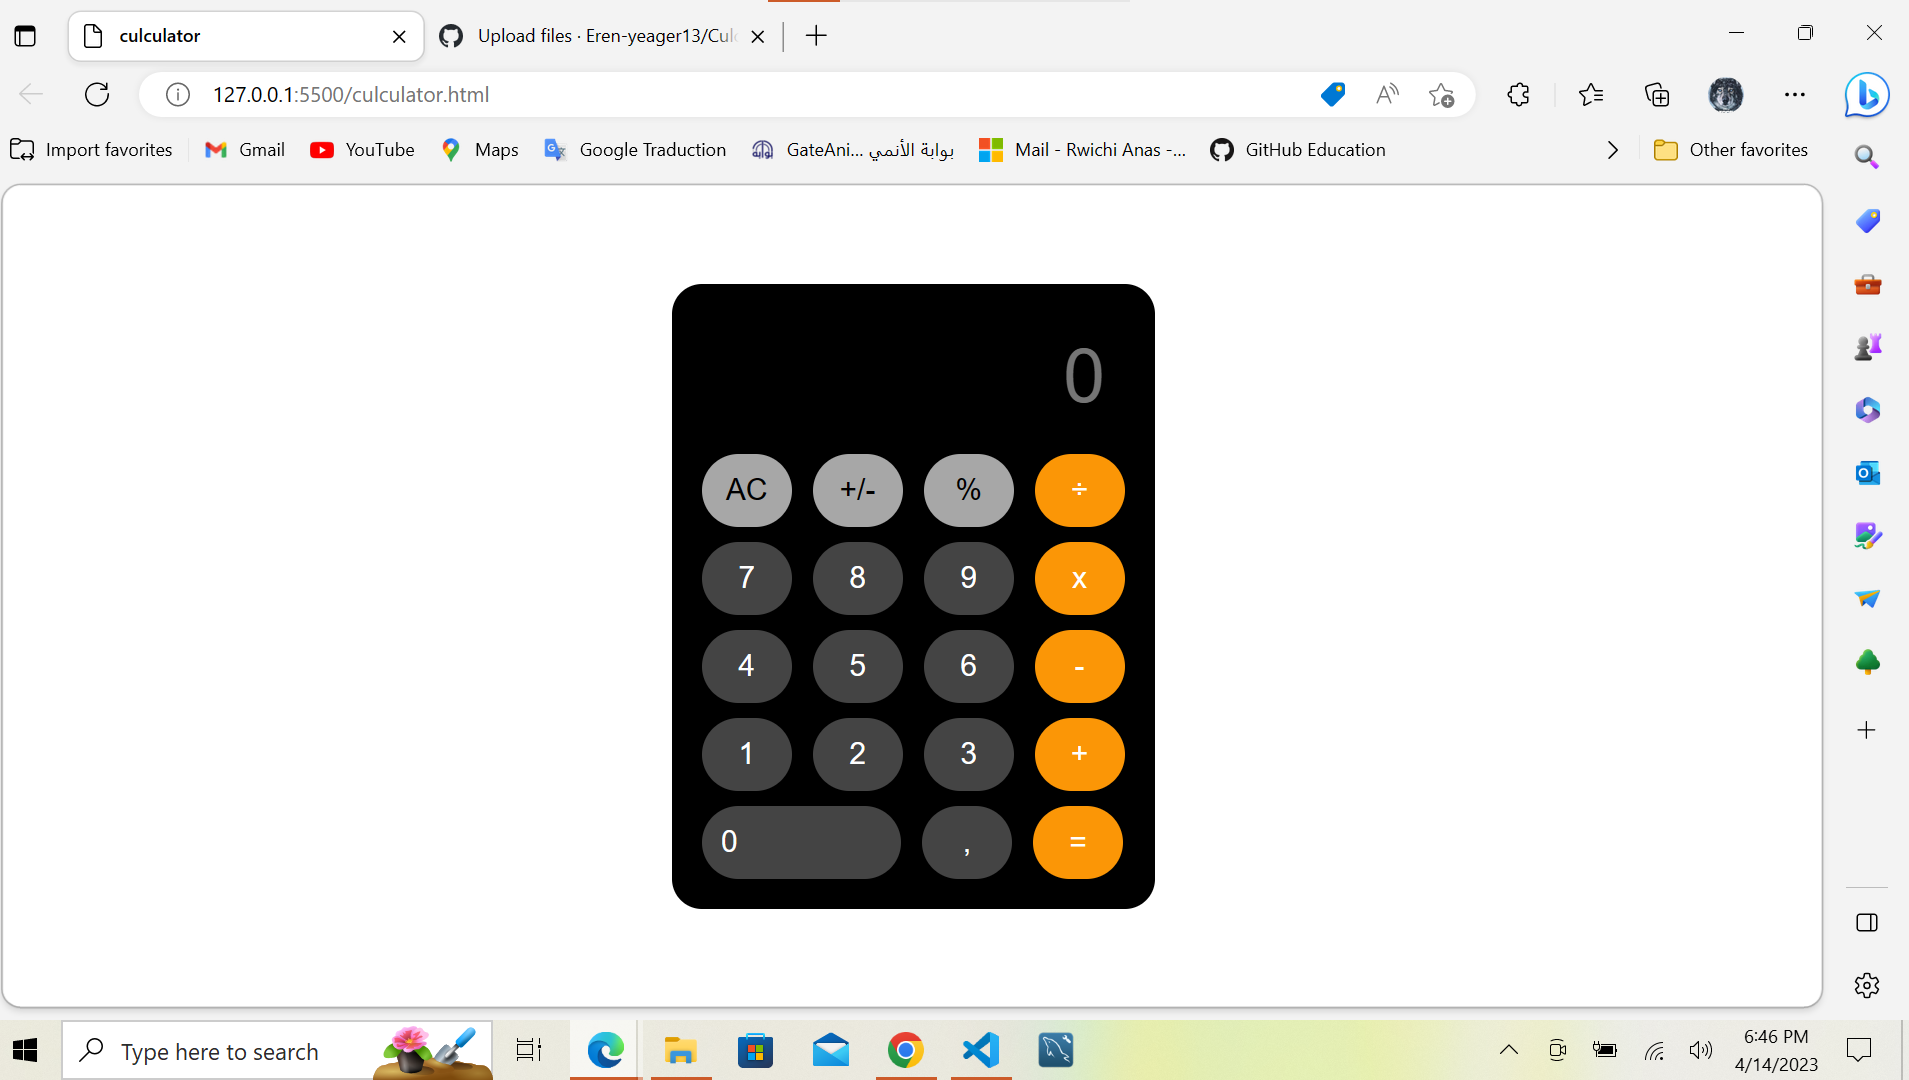 culculator
Upload files · Eren-yeager13/Culc
127.0.0.1:5500/culculator.html
Import favorites
Gmail
YouTube
Maps
Google Traduction
GateAni... بوابة الأنمي
Mail - Rwichi Anas -...
GitHub Education
Other favorites
0
AC +/- % ÷
7 8 9 x
4 5 6 -
1 2 3 +
0 , =
Type here to search
6:46 PM
4/14/2023